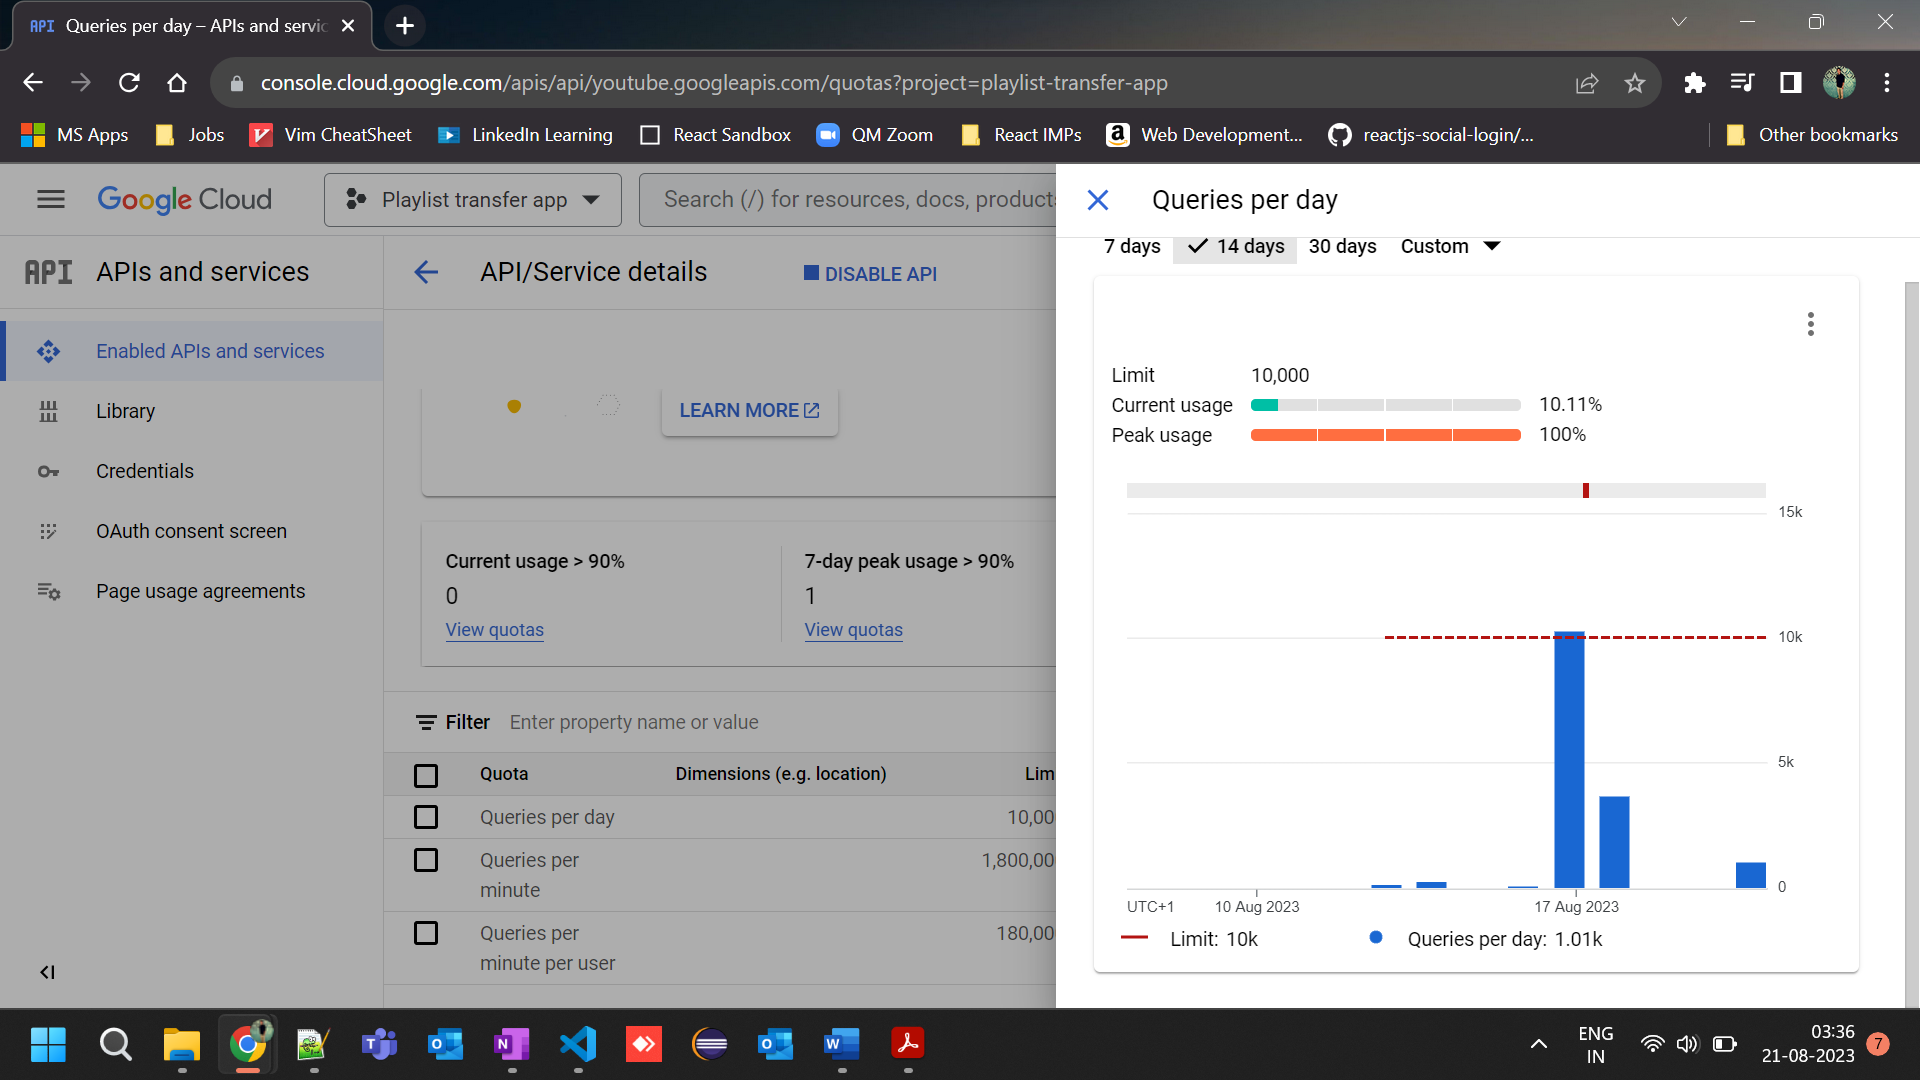 API Queries per day – APIs and servic
console.cloud.google.com/apis/api/youtube.googleapis.com/quotas?project=playlist-transfer-app
MS Apps Jobs Vim CheatSheet LinkedIn Learning React Sandbox QM Zoom React IMPs Web Development... reactjs-social-login/... Other bookmarks
Google Cloud Playlist transfer app Search (/) for resources, docs, products
API APIs and services
Enabled APIs and services
Library
Credentials
OAuth consent screen
Page usage agreements
API/Service details DISABLE API
LEARN MORE
Current usage > 90% 7-day peak usage > 90%
0 1
View quotas View quotas
Filter Enter property name or value
Quota Dimensions (e.g. location) Lim
Queries per day 10,00
Queries per 1,800,00
minute
Queries per 180,00
minute per user
Queries per day
7 days 14 days 30 days Custom
Limit 10,000
Current usage 10.11%
Peak usage 100%
15k
10k
5k
0
UTC+1 10 Aug 2023 17 Aug 2023
Limit: 10k Queries per day: 1.01k
ENG 03:36
IN 21-08-2023 7